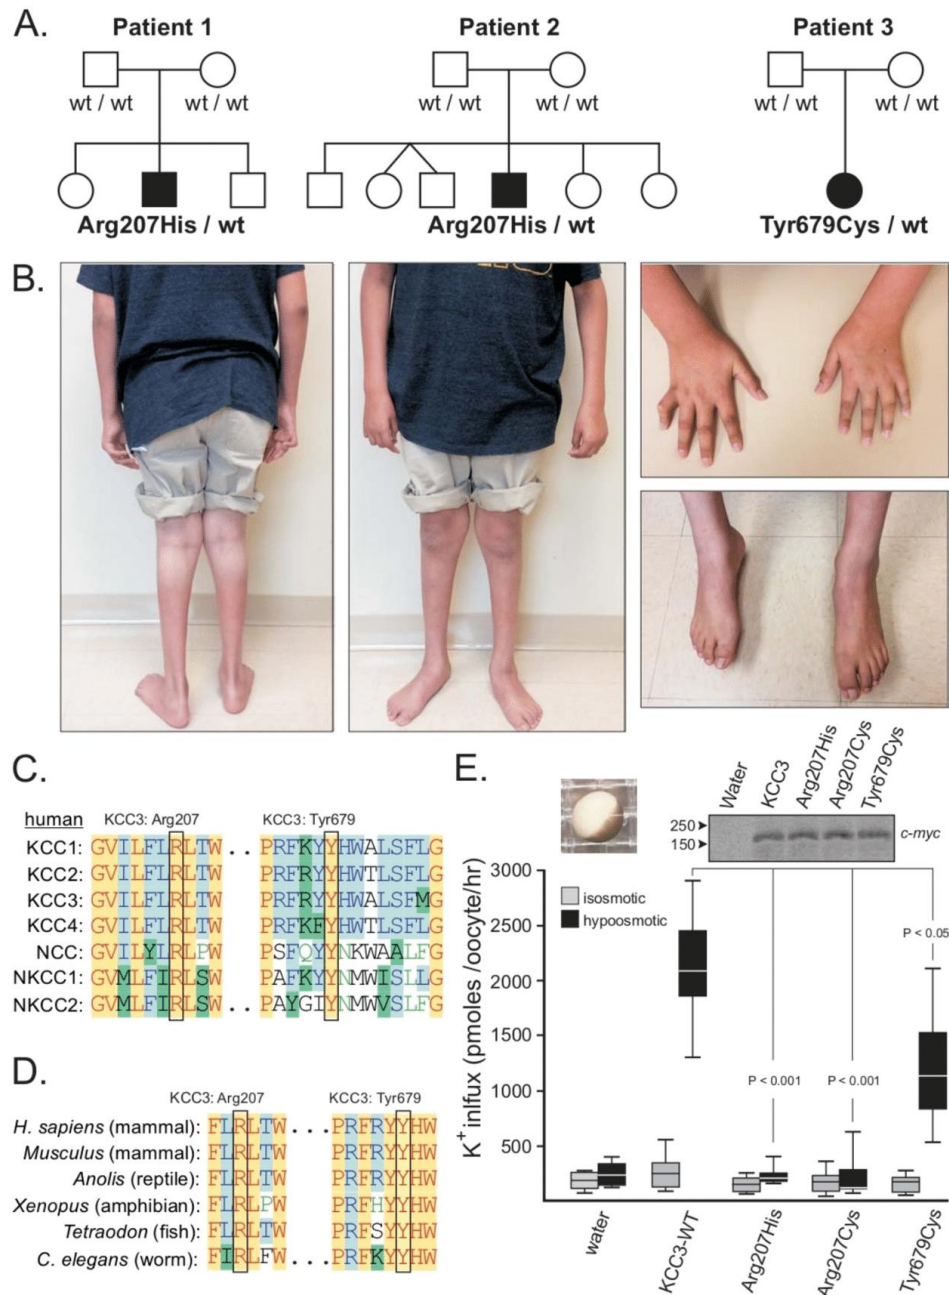 A.
Patient 1 Patient 2 Patient 3
wt / wt wt / wt wt / wt wt / wt wt / wt wt / wt
Arg207His / wt Arg207His / wt Tyr679Cys / wt
B.
C.
human KCC3: Arg207 KCC3: Tyr679
KCC1: GVILFLRLTW . . PRFKYYHWALSFLG
KCC2: GVILFLRLTW . . PRFRYYHWTLSFLG
KCC3: GVILFLRLTW . . PRFRYYHWALSFMG
KCC4: GVILFLRLTW . . PRFKFYHWTLSFLG
NCC: GVILYLRLPW . . PSFQYYNKWAALFG
NKCC1: GVMLFIRLSW . . PAFKYYNMWISLLG
NKCC2: GVMLFIRLSW . . PAYGIYNMWVSLFG
D.
KCC3: Arg207 KCC3: Tyr679
H. sapiens (mammal): FLRLTW . . . PRFRYYHW
Musculus (mammal): FLRLTW . . . PRFRYYHW
Anolis (reptile): FLRLTW . . . PRFRYYHW
Xenopus (amphibian): FLRLPW . . . PRFHYYHW
Tetraodon (fish): FLRLTW . . . PRFSYYHW
C. elegans (worm): FIRLFW . . . PRFKYYHW
E.
Water KCC3 Arg207His Arg207Cys Tyr679Cys
250
150
c-myc
K+ inlfux (pmoles /oocyte/hr)
3000
2500
2000
1500
1000
500
isosmotic
hypoosmotic
P < 0.05
P < 0.001 P < 0.001
water KCC3-WT Arg207His Arg207Cys Tyr679Cys